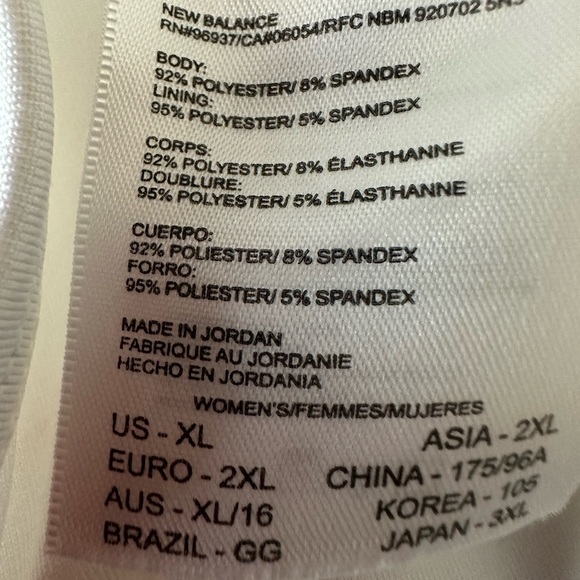 NEW BALANCE
RN#96937/CA#06054/RFC NBM 920702
BODY:
92% POLYESTER/ 8% SPANDEX
LINING:
95% POLYESTER/ 5% SPANDEX
CORPS:
92% POLYESTER/ 8% ÉLASTHANNE
DOUBLURE:
95% POLYESTER/ 5% ÉLASTHANNE
CUERPO:
92% POLIESTER/ 8% SPANDEX
FORRO:
95% POLIESTER/ 5% SPANDEX
MADE IN JORDAN
FABRIQUE AU JORDANIE
HECHO EN JORDANIA
WOMEN'S/FEMMES/MUJERES
US - XL
EURO - 2XL
AUS - XL/16
BRAZIL - GG
ASIA - 2XL
CHINA - 175/96A
KOREA - 105
JAPAN - 3XL